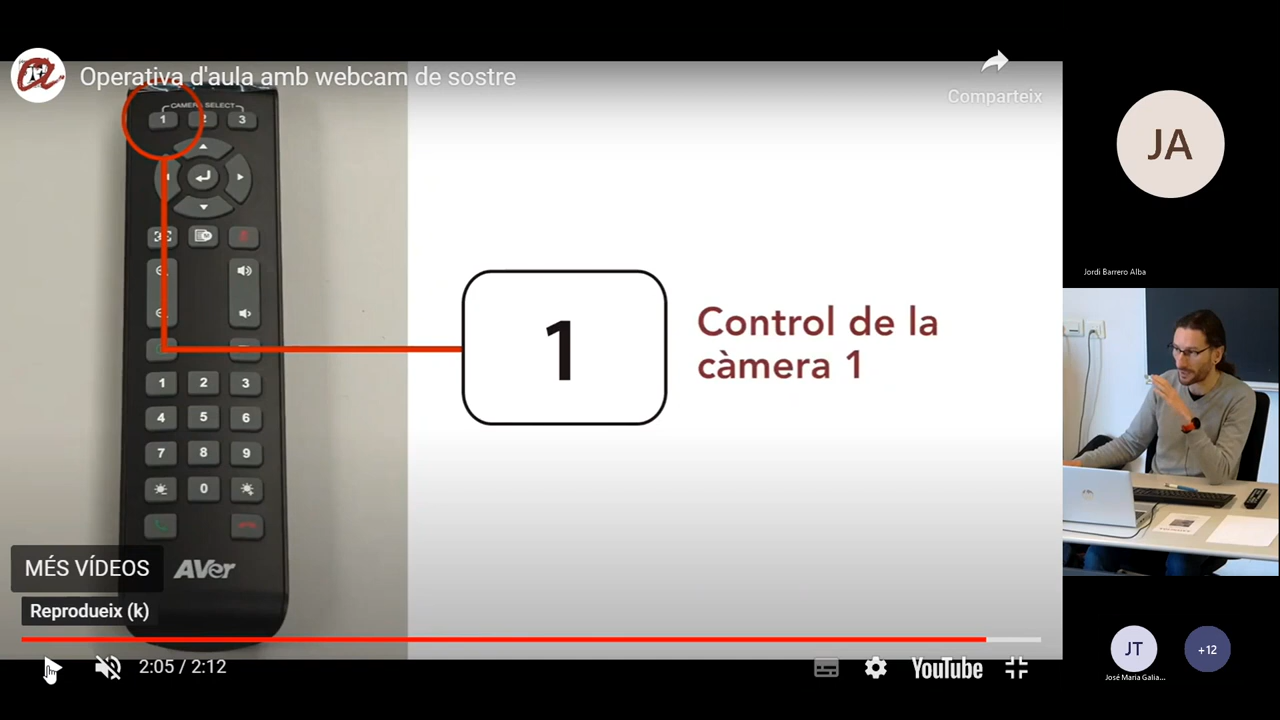 Operativa d'aula amb webcam de sostre
Comparteix
CAMERA SELECT
1 2 3
1
Control de la
càmera 1
1 2 3
4 5 6
7 8 9
0
AVer
MÉS VÍDEOS
Reprodueix (k)
2:05 / 2:12
YouTube
JA
Jordi Barrero Alba
JT
+12
José Maria Galia...